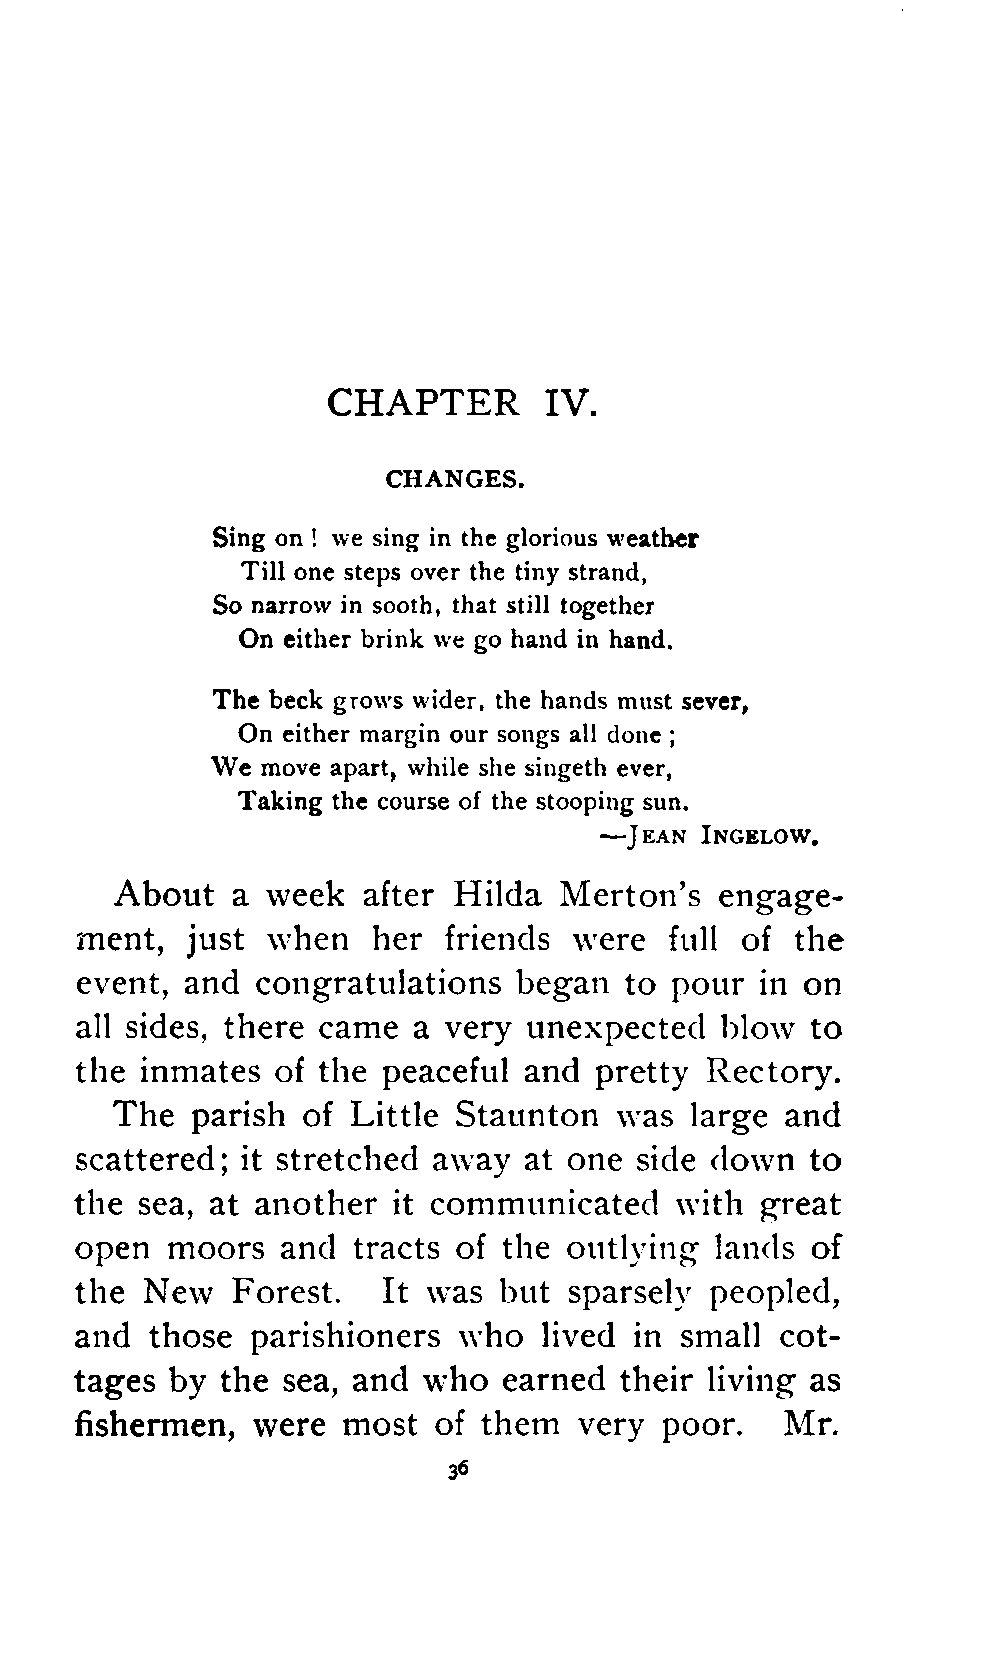 CHAPTER IV.
CHANGES.
Sing on! we sing in the glorious weather
Till one steps over the tiny strand,
So narrow in sooth, that still together
On either brink we go hand in hand.
The beck grows wider, the hands must sever,
On either margin our songs all done;
We move apart, while she singeth ever,
Taking the course of the stooping sun.
—JEAN INGELOW.
About a week after Hilda Merton's engage-
ment, just when her friends were full of the
event, and congratulations began to pour in on
all sides, there came a very unexpected blow to
the inmates of the peaceful and pretty Rectory.
The parish of Little Staunton was large and
scattered; it stretched away at one side down to
the sea, at another it communicated with great
open moors and tracts of the outlying lands of
the New Forest. It was but sparsely peopled,
and those parishioners who lived in small cot-
tages by the sea, and who earned their living as
fishermen, were most of them very poor. Mr.
36